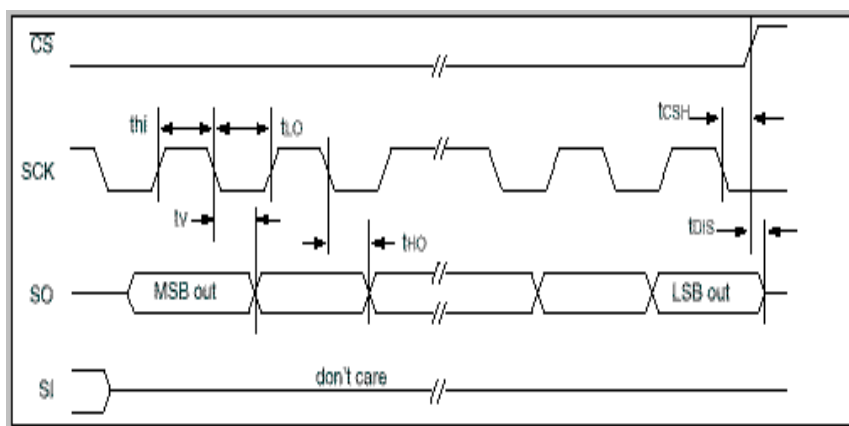 CS
tCSH
thi
tLO
SCK
tV
tHO
tDIS
SO
MSB out
LSB out
SI
don't care